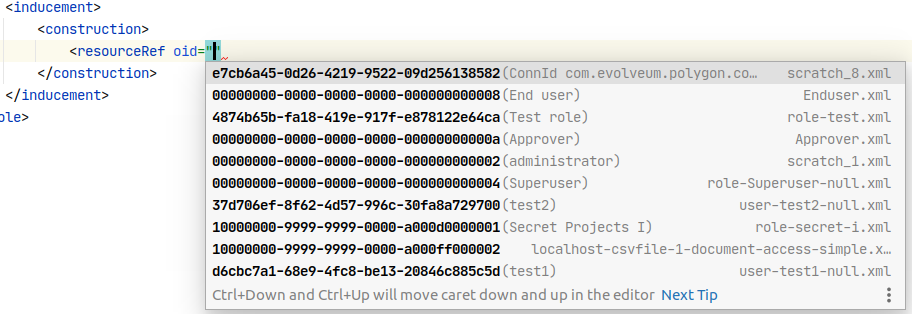 <inducement>
<construction>
<resourceRef oid=""
</construction>
</inducement>
ole>
e7cb6a45-0d26-4219-9522-09d256138582(ConnId com.evolveum.polygon.co… scratch_8.xml
00000000-0000-0000-0000-000000000008(End user) Enduser.xml
4874b65b-fa18-419e-917f-e878122e64ca(Test role) role-test.xml
00000000-0000-0000-0000-00000000000a(Approver) Approver.xml
00000000-0000-0000-0000-000000000002(administrator) scratch_1.xml
00000000-0000-0000-0000-000000000004(Superuser) role-Superuser-null.xml
37d706ef-8f62-4d57-996c-30fa8a729700(test2) user-test2-null.xml
10000000-9999-9999-0000-a000d0000001(Secret Projects I) role-secret-i.xml
10000000-9999-9999-0000-a000ff000002 localhost-csvfile-1-document-access-simple.x…
d6cbc7a1-68e9-4fc8-be13-20846c885c5d(test1) user-test1-null.xml
Ctrl+Down and Ctrl+Up will move caret down and up in the editor Next Tip